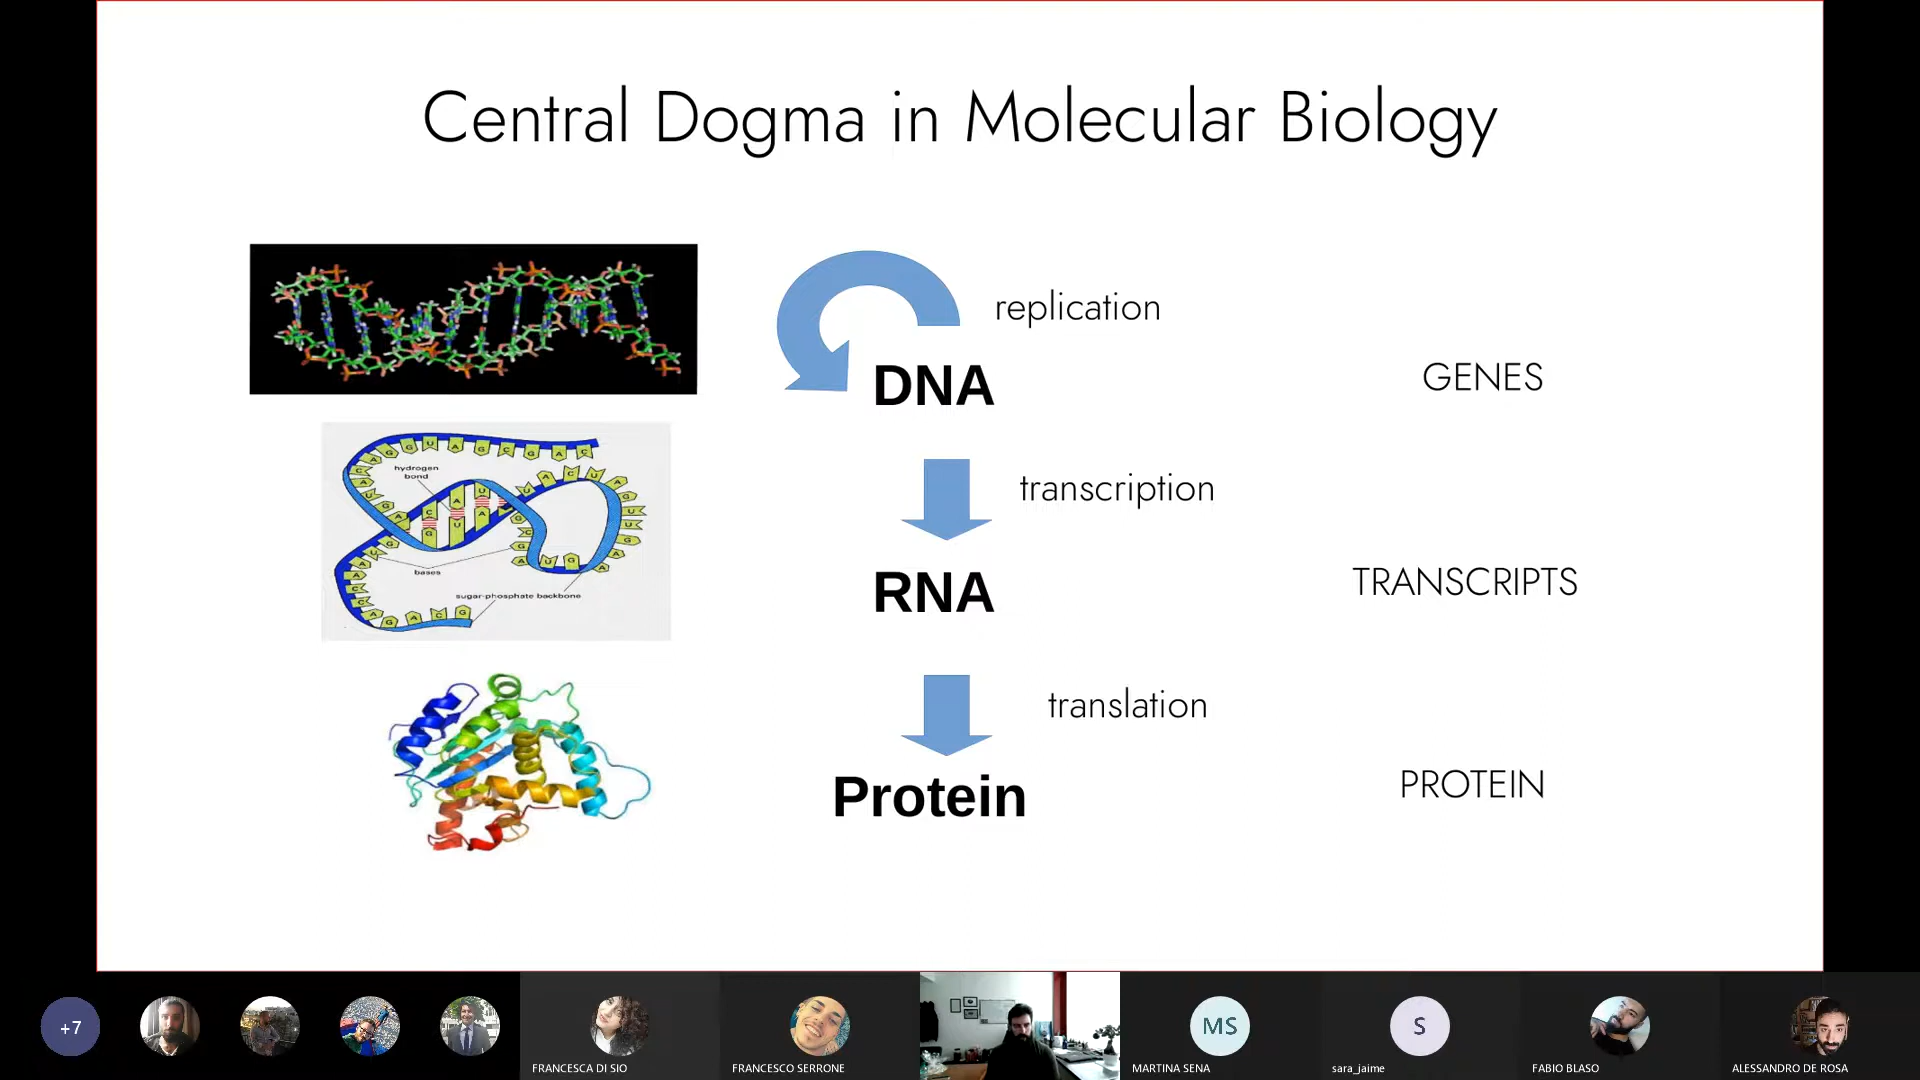 Central Dogma in Molecular Biology
replication
DNA
GENES
transcription
hydrogen
bond
bases
sugar-phosphate backbone
RNA
TRANSCRIPTS
translation
Protein
PROTEIN
+7
FRANCESCA DI SIO
FRANCESCO SERRONE
MS
MARTINA SENA
S
sara_jaime
FABIO BLASO
ALESSANDRO DE ROSA